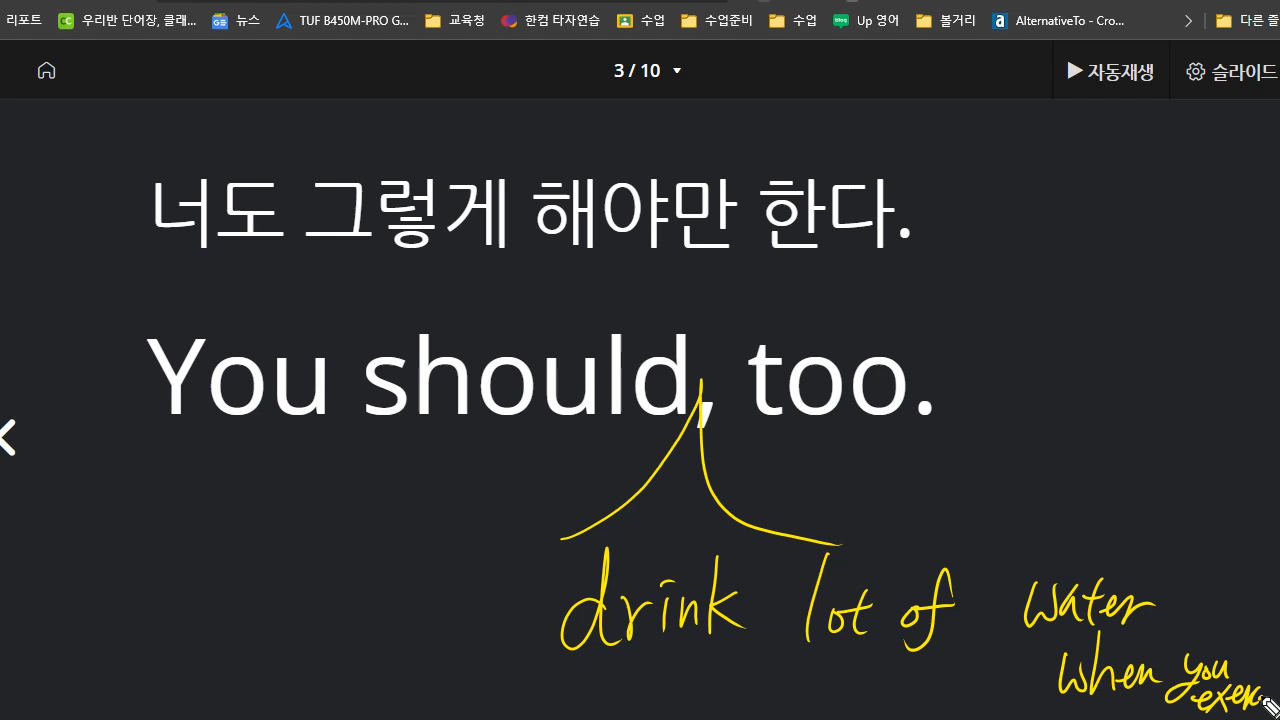 리포트 우리반 단어장, 클래... 뉴스 TUF B450M-PRO G... 교육청 한컴 타자연습 수업 수업준비 수업 Up 영어 볼거리 AlternativeTo - Cro... 다른 즐
3 / 10 자동재생 슬라이드
너도 그렇게 해야만 한다.
You should, too.
drink lot of water
when you
exer